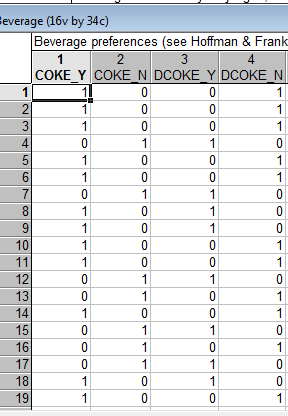 Beverage (16v by 34c)
Beverage preferences (see Hoffman & Frank
1 2 3 4
COKE_Y COKE_N DCOKE_Y DCOKE_N
1 1 0 0 1
2 1 0 0 1
3 1 0 0 1
4 0 1 1 0
5 1 0 0 1
6 1 0 0 1
7 0 1 1 0
8 1 0 1 0
9 1 0 1 0
10 1 0 0 1
11 1 0 0 1
12 0 1 1 0
13 0 1 0 1
14 1 0 0 1
15 0 1 1 0
16 0 1 0 1
17 0 1 1 0
18 1 0 1 0
19 1 0 0 1